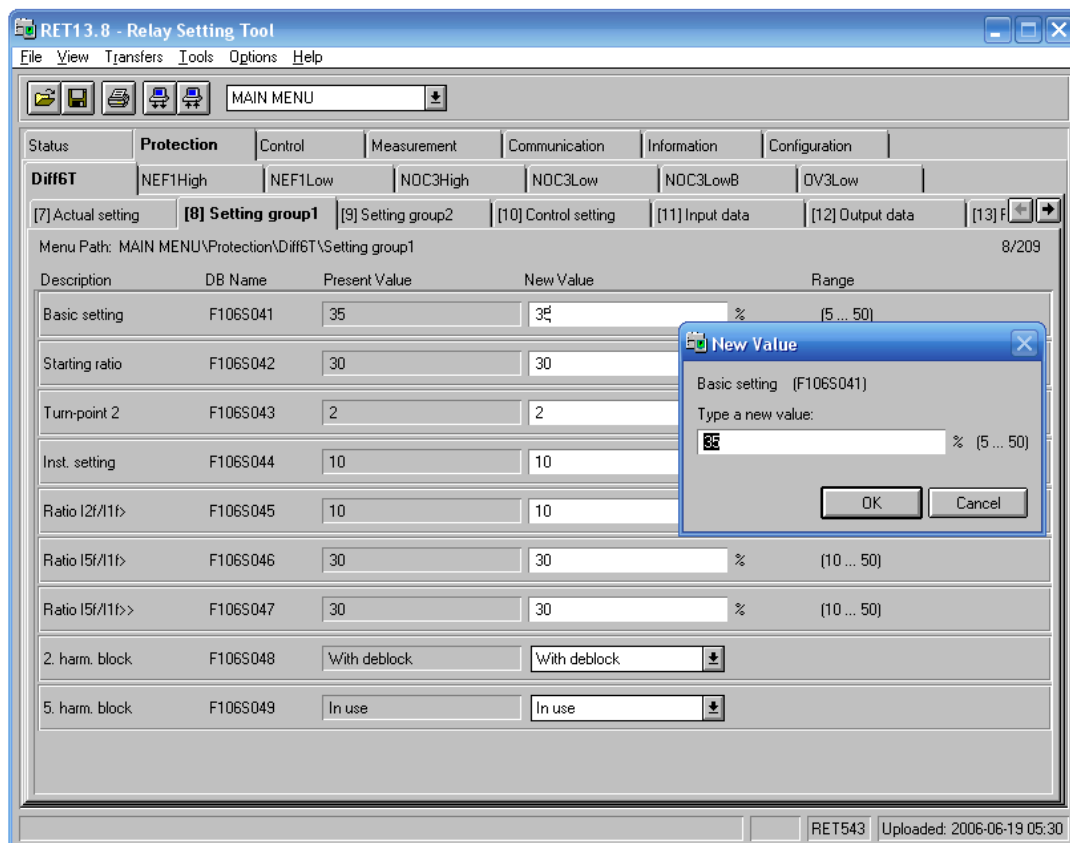 RET13.8 - Relay Setting Tool
File View Transfers Tools Options Help
MAIN MENU
Status Protection Control Measurement Communication Information Configuration
Diff6T NEF1High NEF1Low NOC3High NOC3Low NOC3LowB OV3Low
[7] Actual setting [8] Setting group1 [9] Setting group2 [10] Control setting [11] Input data [12] Output data [13] F
Menu Path: MAIN MENU\Protection\Diff6T\Setting group1 8/209
Description DB Name Present Value New Value Range
Basic setting F106S041 35 35 % (5 ... 50)
Starting ratio F106S042 30 30
Turn-point 2 F106S043 2 2
Inst. setting F106S044 10 10
Ratio I2f/I1f> F106S045 10 10
Ratio I5f/I1f> F106S046 30 30 % (10 ... 50)
Ratio I5f/I1f>> F106S047 30 30 % (10 ... 50)
2. harm. block F106S048 With deblock With deblock
5. harm. block F106S049 In use In use
New Value
Basic setting (F106S041)
Type a new value:
35 % (5 ... 50)
OK Cancel
RET543 Uploaded: 2006-06-19 05:30